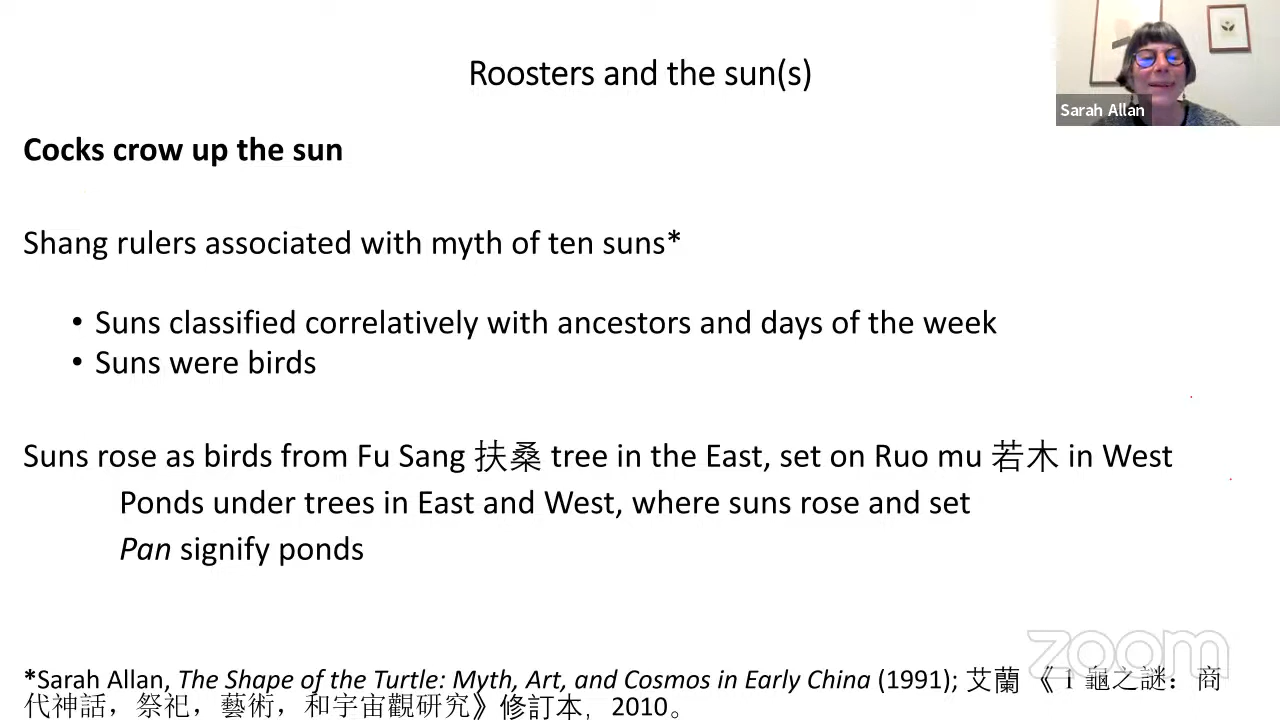 Roosters and the sun(s)
Sarah Allan
Cocks crow up the sun
Shang rulers associated with myth of ten suns*
• Suns classified correlatively with ancestors and days of the week
• Suns were birds
Suns rose as birds from Fu Sang 扶桑 tree in the East, set on Ruo mu 若木 in West
Ponds under trees in East and West, where suns rose and set
Pan signify ponds
zoom
*Sarah Allan, The Shape of the Turtle: Myth, Art, and Cosmos in Early China (1991); 艾蘭《1 龜之謎：商
代神話，祭祀，藝術，和宇宙觀研究》修訂本，2010。